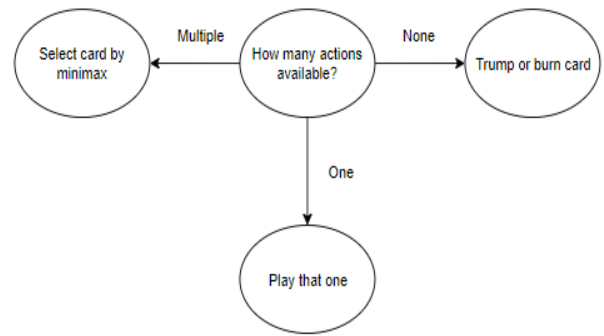 Select card by
minimax
Multiple
How many actions
available?
None
Trump or burn card
One
Play that one